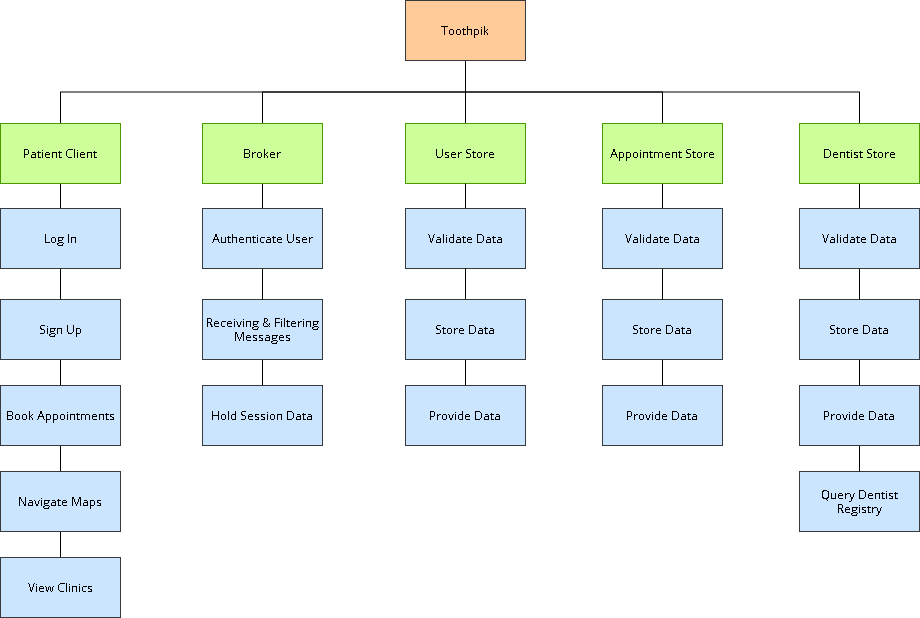 Toothpik
Patient Client
Broker
User Store
Appointment Store
Dentist Store
Log In
Authenticate User
Validate Data
Validate Data
Validate Data
Sign Up
Receiving & Filtering
Messages
Store Data
Store Data
Store Data
Book Appointments
Hold Session Data
Provide Data
Provide Data
Provide Data
Navigate Maps
Query Dentist
Registry
View Clinics